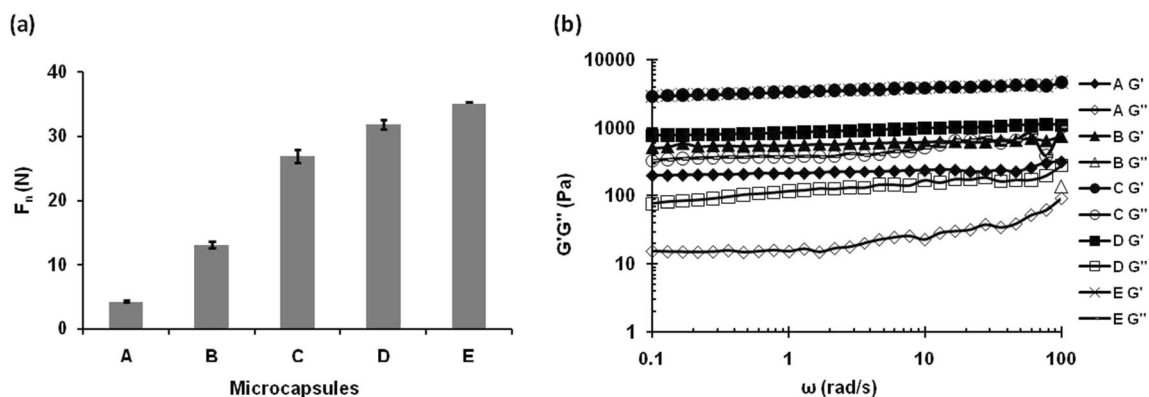 (a)
40
30
20
10
0
Fn (N)
A B C D E
Microcapsules
(b)
10000
1000
100
10
1
G'G'' (Pa)
0.1 1 10 100
ω (rad/s)
A G'
A G''
B G'
B G''
C G'
C G''
D G'
D G''
E G'
E G''